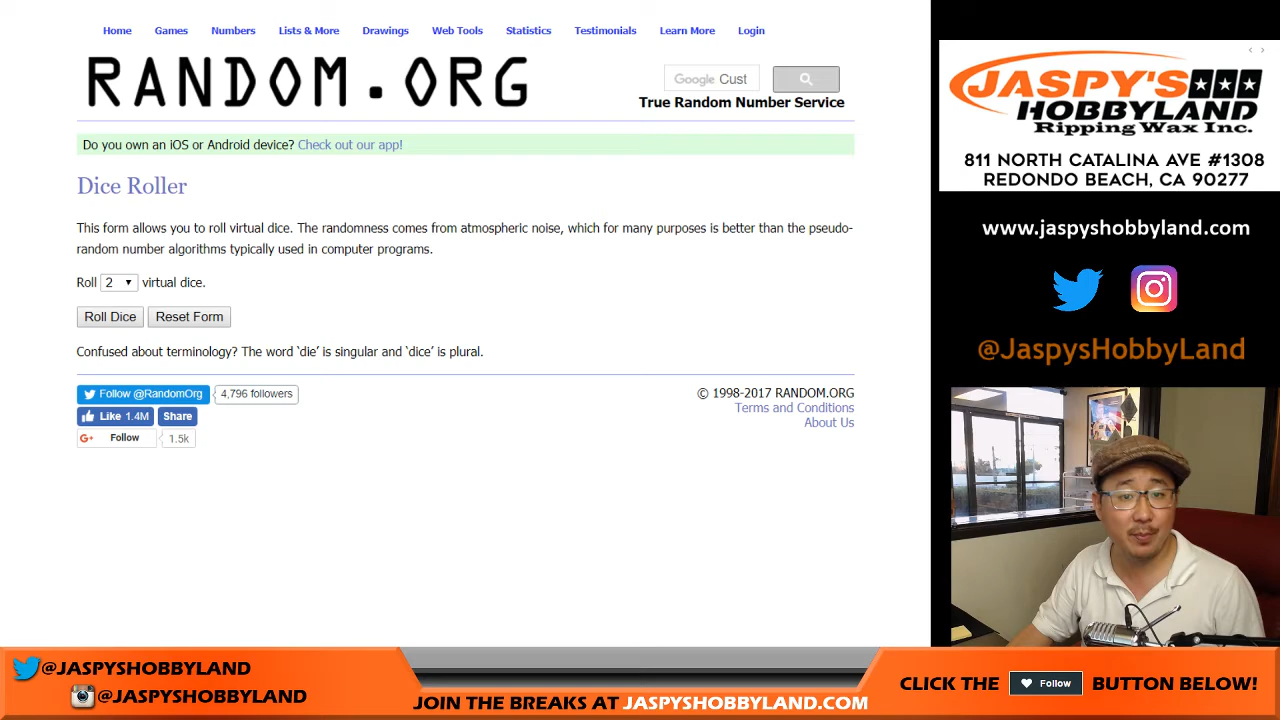 Home Games Numbers Lists & More Drawings Web Tools Statistics Testimonials Learn More Login
RANDOM.ORG
Google Cust
True Random Number Service
Do you own an iOS or Android device? Check out our app!
Dice Roller
This form allows you to roll virtual dice. The randomness comes from atmospheric noise, which for many purposes is better than the pseudo-
random number algorithms typically used in computer programs.
Roll 2 virtual dice.
Roll Dice Reset Form
Confused about terminology? The word ‘die’ is singular and ‘dice’ is plural.
Follow @RandomOrg 4,796 followers
Like 1.4M Share
G+ Follow 1.5k
© 1998-2017 RANDOM.ORG
Terms and Conditions
About Us
JASPY'S
HOBBYLAND
Ripping Wax Inc.
811 NORTH CATALINA AVE #1308
REDONDO BEACH, CA 90277
www.jaspyshobbyland.com
@JaspysHobbyLand
@JASPYSHOBBYLAND
@JASPYSHOBBYLAND
JOIN THE BREAKS AT JASPYSHOBBYLAND.COM
CLICK THE Follow BUTTON BELOW!